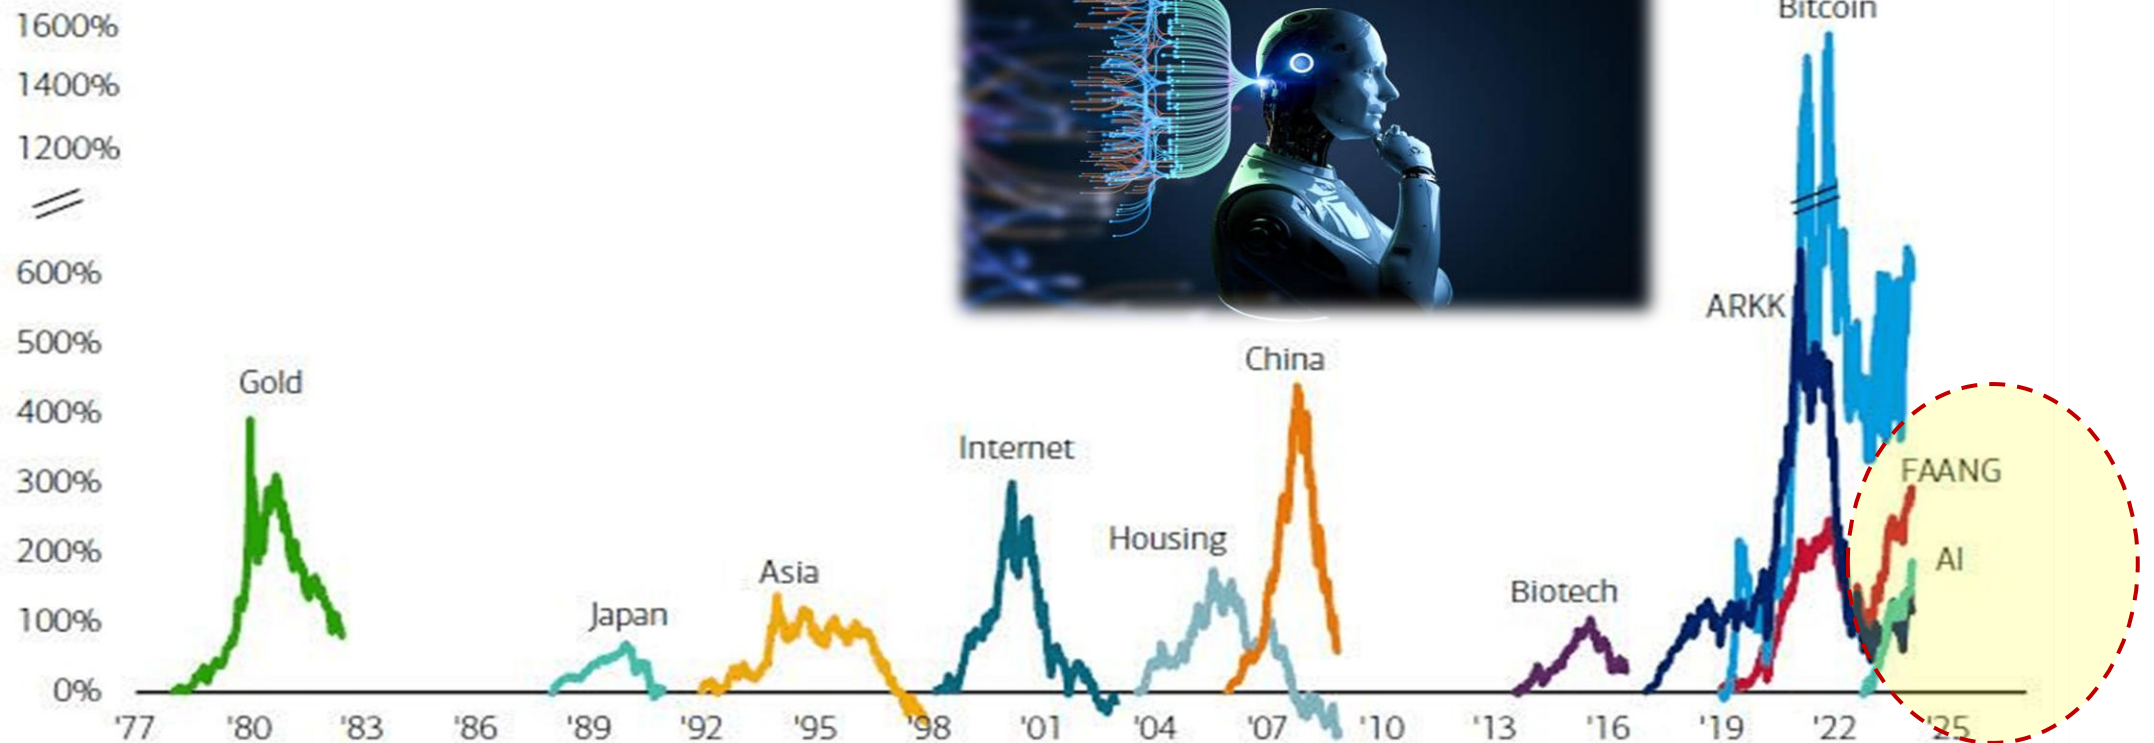 1600%
1400%
1200%
600%
500%
400%
300%
200%
100%
0%
Bitcoin
ARKK
China
Gold
Internet
FAANG
Housing
AI
Asia
Biotech
Japan
'77 '80 '83 '86 '89 '92 '95 '98 '01 '04 '07 '10 '13 '16 '19 '22 '25